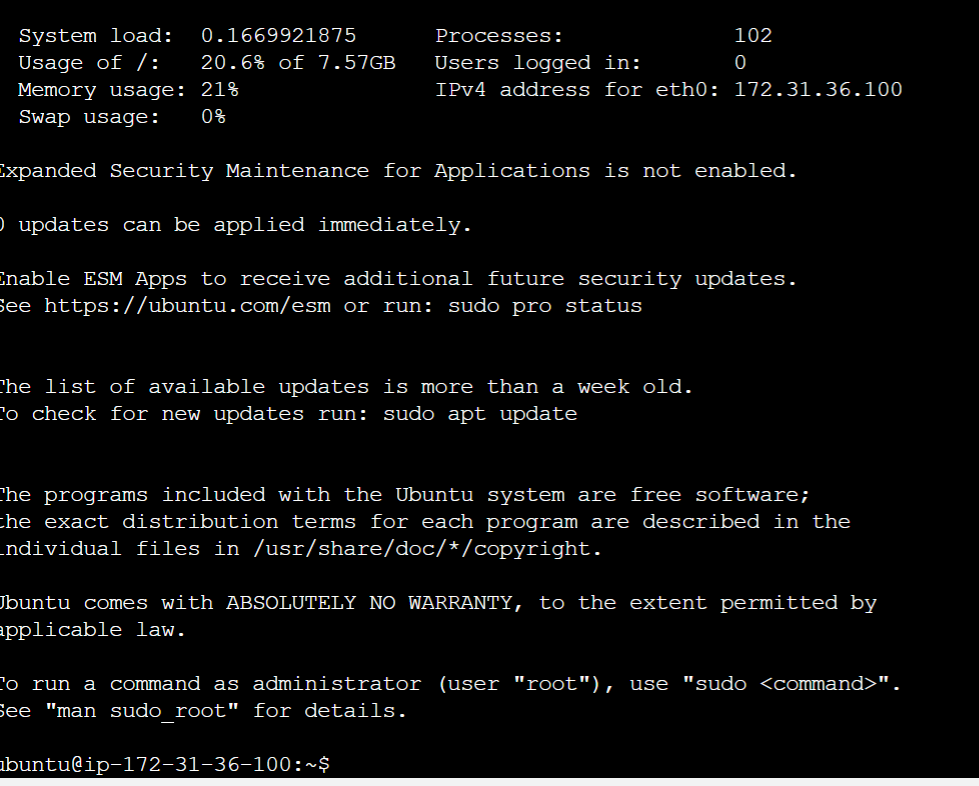 System load: 0.1669921875 Processes: 102
Usage of /: 20.6% of 7.57GB Users logged in: 0
Memory usage: 21% IPv4 address for eth0: 172.31.36.100
Swap usage: 0%
Expanded Security Maintenance for Applications is not enabled.
0 updates can be applied immediately.
Enable ESM Apps to receive additional future security updates.
See https://ubuntu.com/esm or run: sudo pro status
The list of available updates is more than a week old.
To check for new updates run: sudo apt update
The programs included with the Ubuntu system are free software;
the exact distribution terms for each program are described in the
individual files in /usr/share/doc/*/copyright.
Ubuntu comes with ABSOLUTELY NO WARRANTY, to the extent permitted by
applicable law.
To run a command as administrator (user "root"), use "sudo <command>".
See "man sudo_root" for details.
ubuntu@ip-172-31-36-100:~$